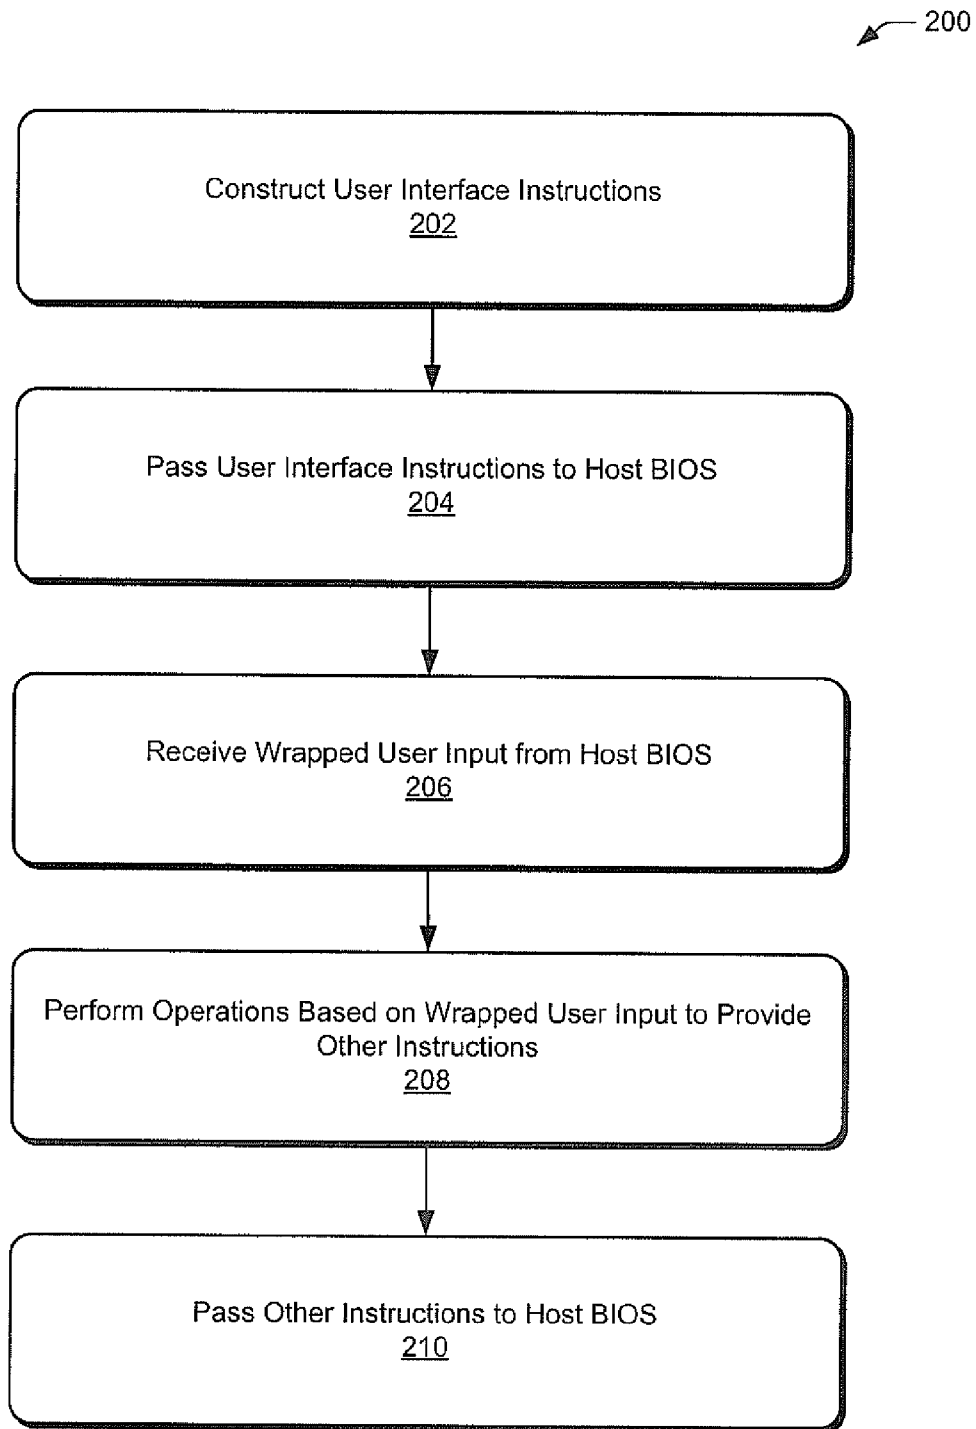 200
Construct User Interface Instructions
202
Pass User Interface Instructions to Host BIOS
204
Receive Wrapped User Input from Host BIOS
206
Perform Operations Based on Wrapped User Input to Provide
Other Instructions
208
Pass Other Instructions to Host BIOS
210